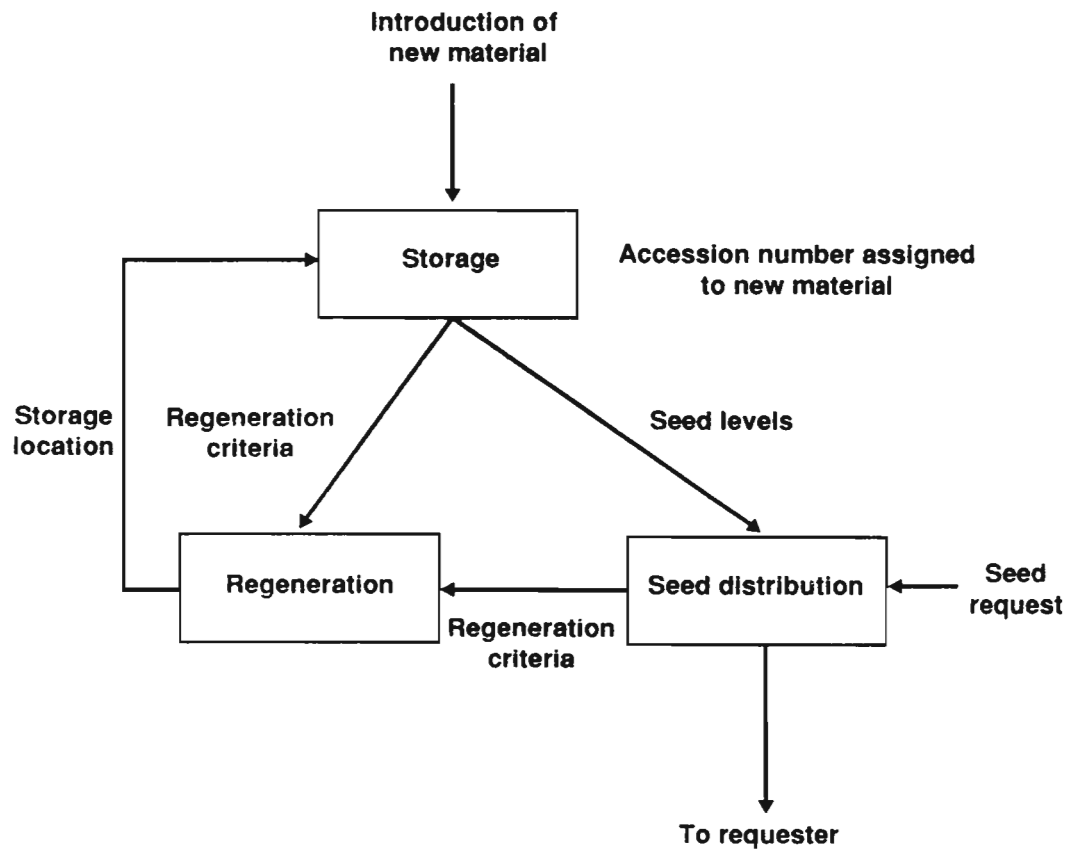 Introduction of
new material
Storage
Accession number assigned
to new material
Storage
location
Regeneration
criteria
Seed levels
Regeneration
Seed distribution
Seed
request
Regeneration
criteria
To requester